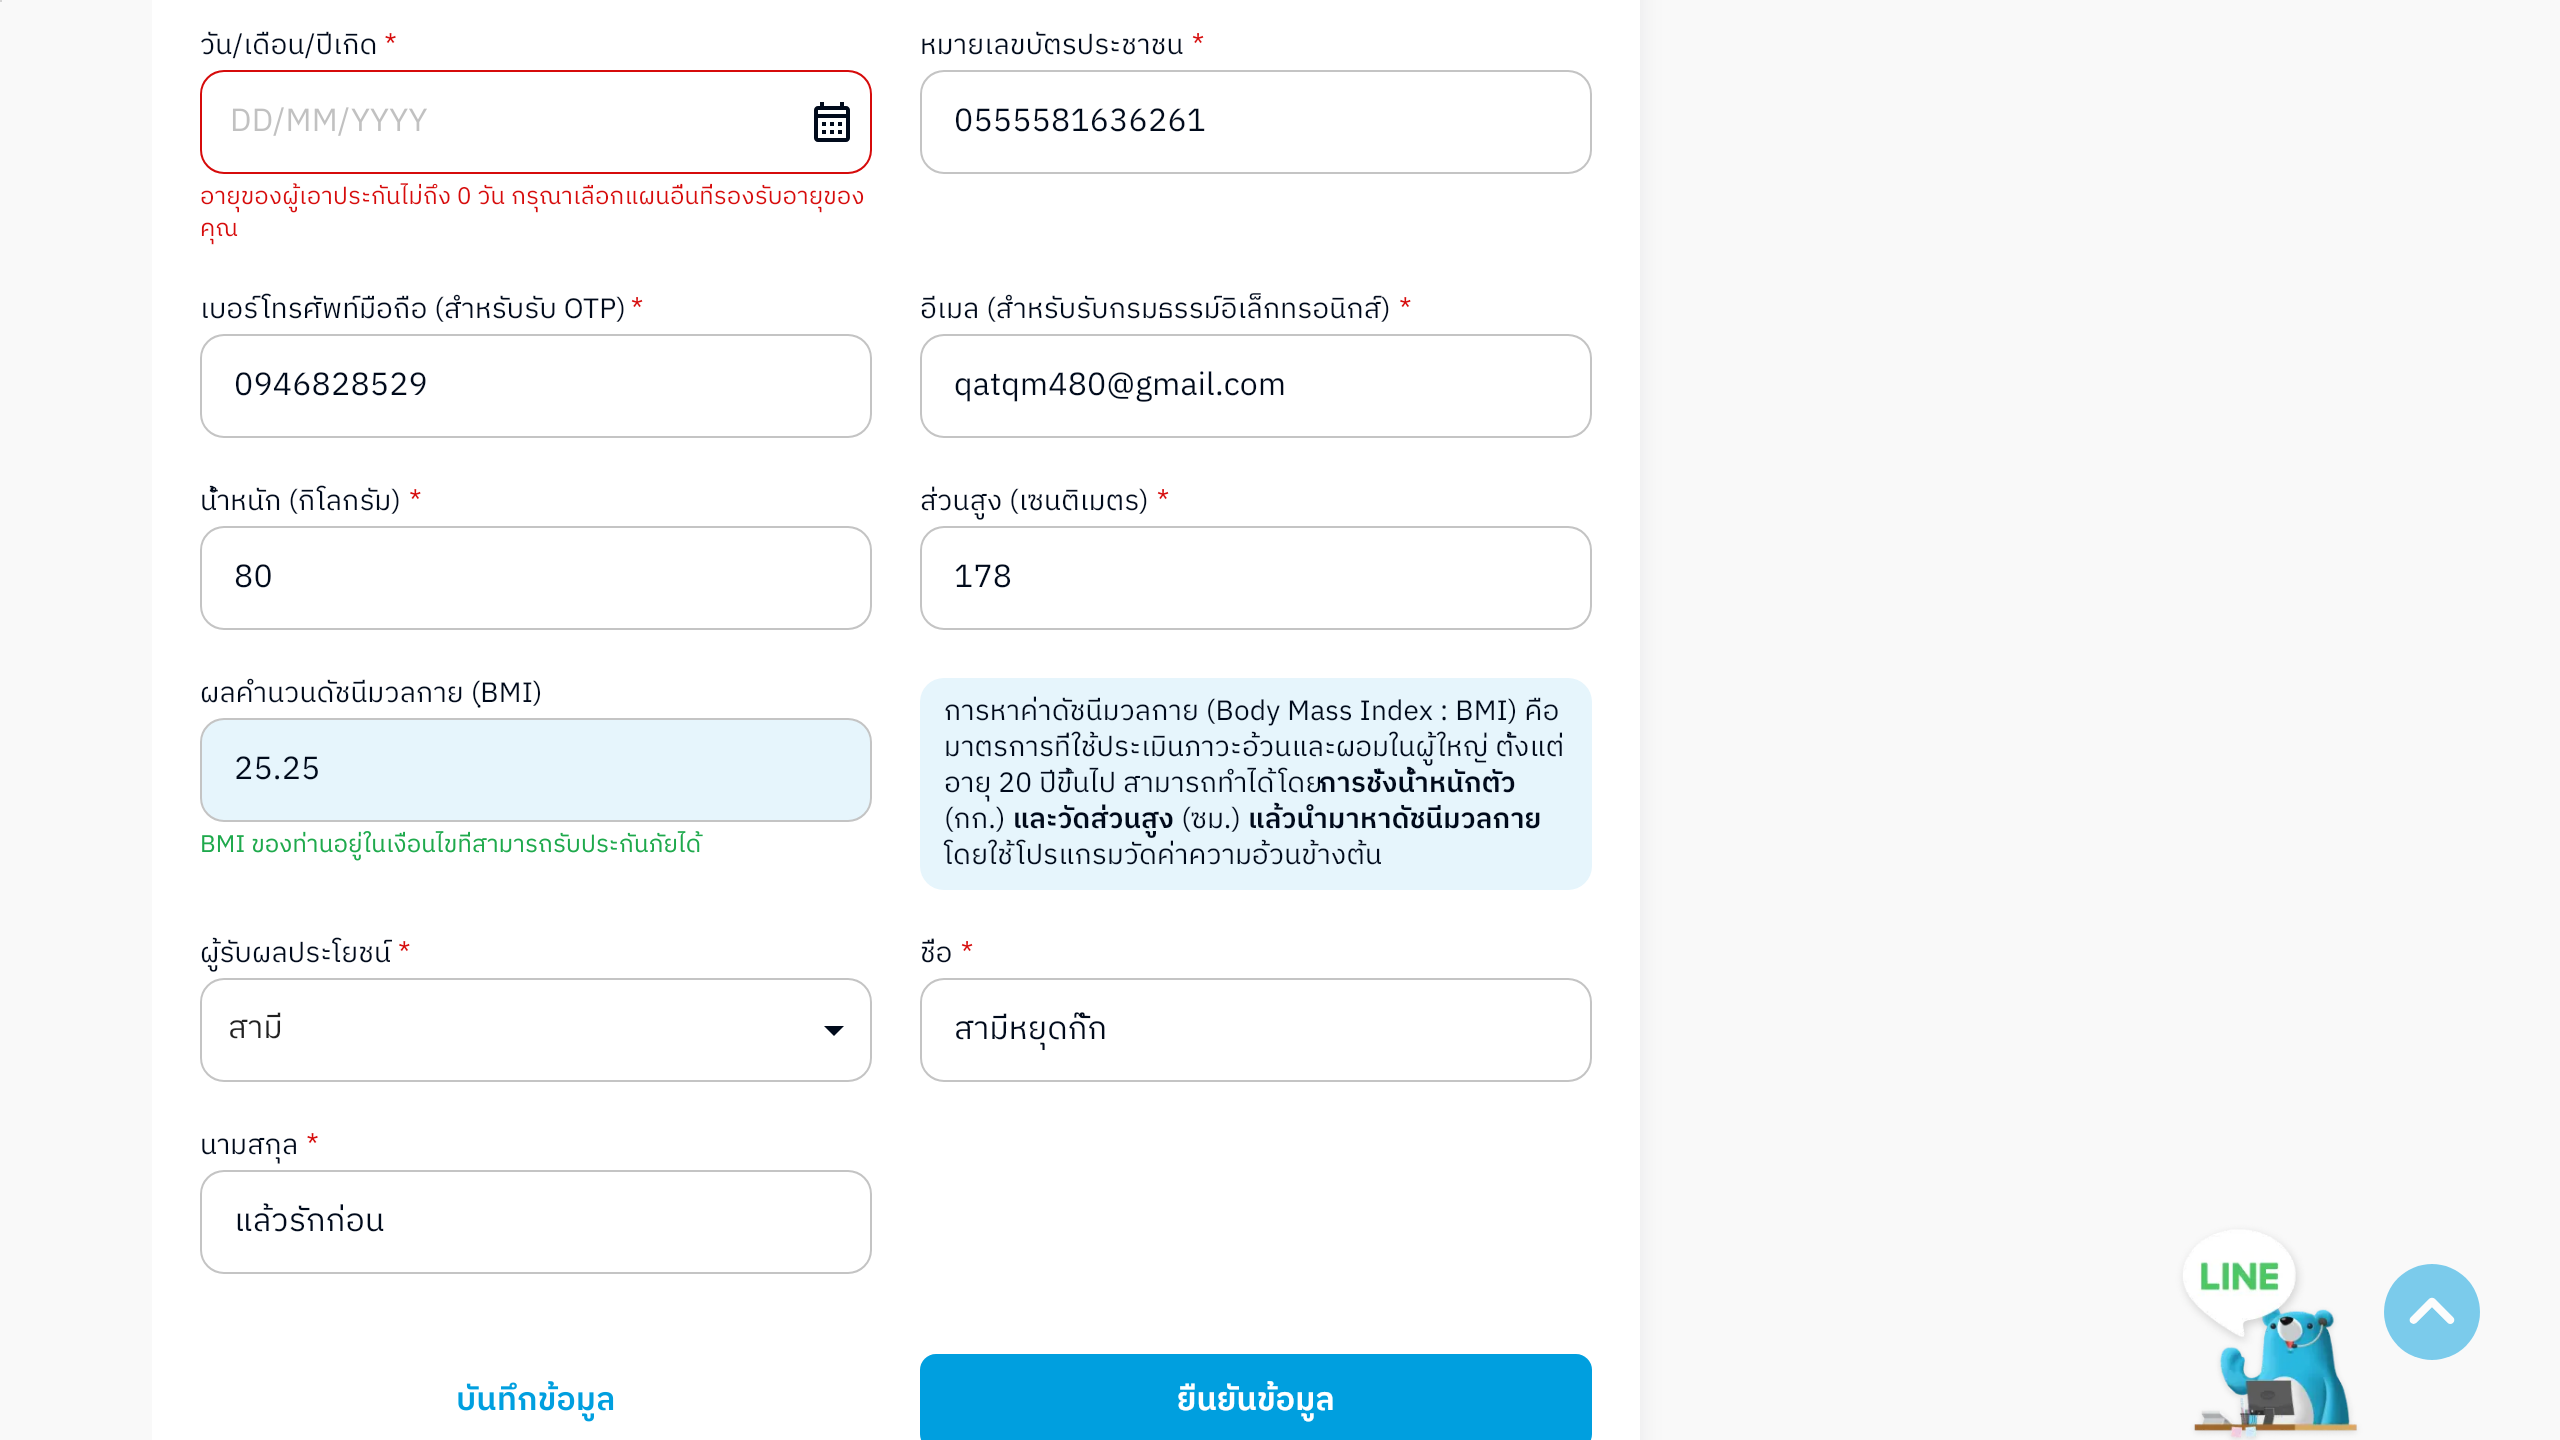 วัน/เดือน/ปีเกิด *
หมายเลขบัตรประชาชน *
DD/MM/YYYY
0555581636261
อายุของผู้เอาประกันไม่ถึง 0 วัน กรุณาเลือกแผนอื่นที่รองรับอายุของ
คุณ
เบอร์โทรศัพท์มือถือ (สำหรับรับ OTP) *
อีเมล (สำหรับรับกรมธรรม์อิเล็กทรอนิกส์) *
0946828529
qatqm480@gmail.com
น้ำหนัก (กิโลกรัม) *
ส่วนสูง (เซนติเมตร) *
80
178
ผลคำนวนดัชนีมวลกาย (BMI)
25.25
BMI ของท่านอยู่ในเงื่อนไขที่สามารถรับประกันภัยได้
การหาค่าดัชนีมวลกาย (Body Mass Index : BMI) คือ
มาตรการที่ใช้ประเมินภาวะอ้วนและผอมในผู้ใหญ่ ตั้งแต่
อายุ 20 ปีขึ้นไป สามารถทำได้โดยการชั่งน้ำหนักตัว
(กก.) และวัดส่วนสูง (ซม.) แล้วนำมาหาดัชนีมวลกาย
โดยใช้โปรแกรมวัดค่าความอ้วนข้างต้น
ผู้รับผลประโยชน์ *
ชื่อ *
สามี
สามีหยุดกั๊ก
นามสกุล *
แล้วรักก่อน
LINE
บันทึกข้อมูล
ยืนยันข้อมูล